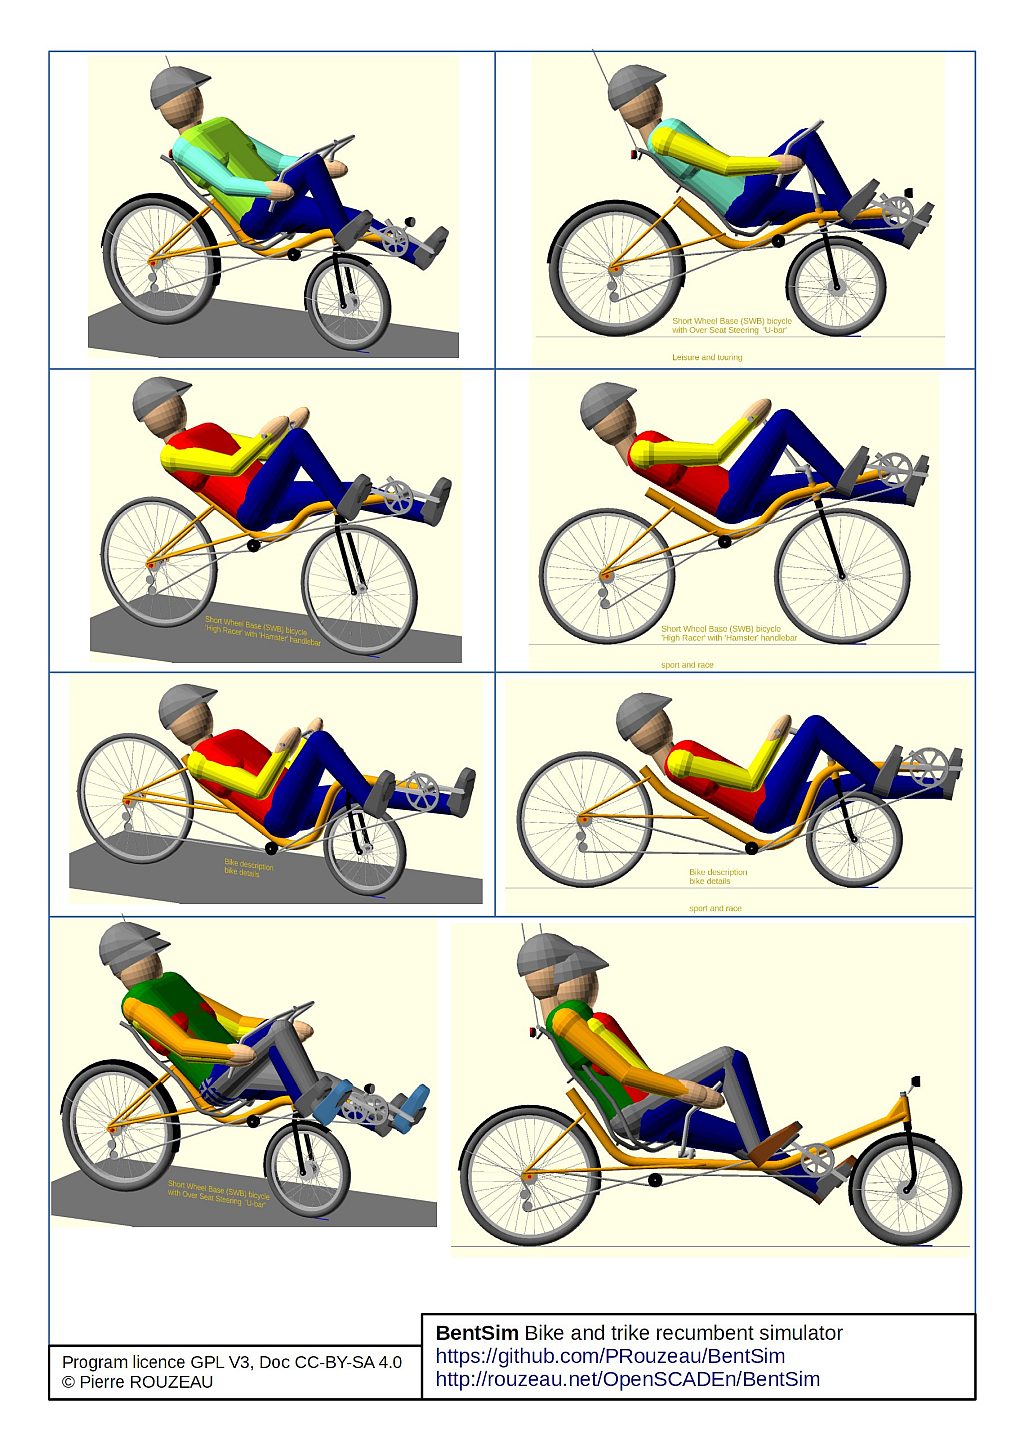 Short Wheel Base (SWB) bicycle
with Over Seat Steering 'U-bar'
Leisure and touring
Short Wheel Base (SWB) bicycle
'High Racer' with 'Hamster' handlebar
Short Wheel Base (SWB) bicycle
'High Racer' with 'Hamster' handlebar
sport and race
Bike description
bike details
Bike description
bike details
sport and race
Short Wheel Base (SWB) bicycle
with Over Seat Steering 'U-bar'
BentSim Bike and trike recumbent simulator
https://github.com/PRouzeau/BentSim
http://rouzeau.net/OpenSCADEn/BentSim
Program licence GPL V3, Doc CC-BY-SA 4.0
© Pierre ROUZEAU